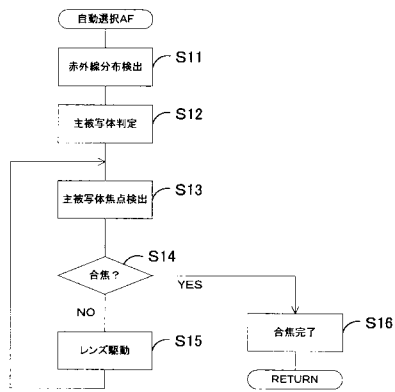 自動選択AF
赤外線分布検出
S11
主被写体判定
S12
主被写体焦点検出
S13
合焦？
S14
YES
NO
レンズ駆動
S15
合焦完了
S16
RETURN